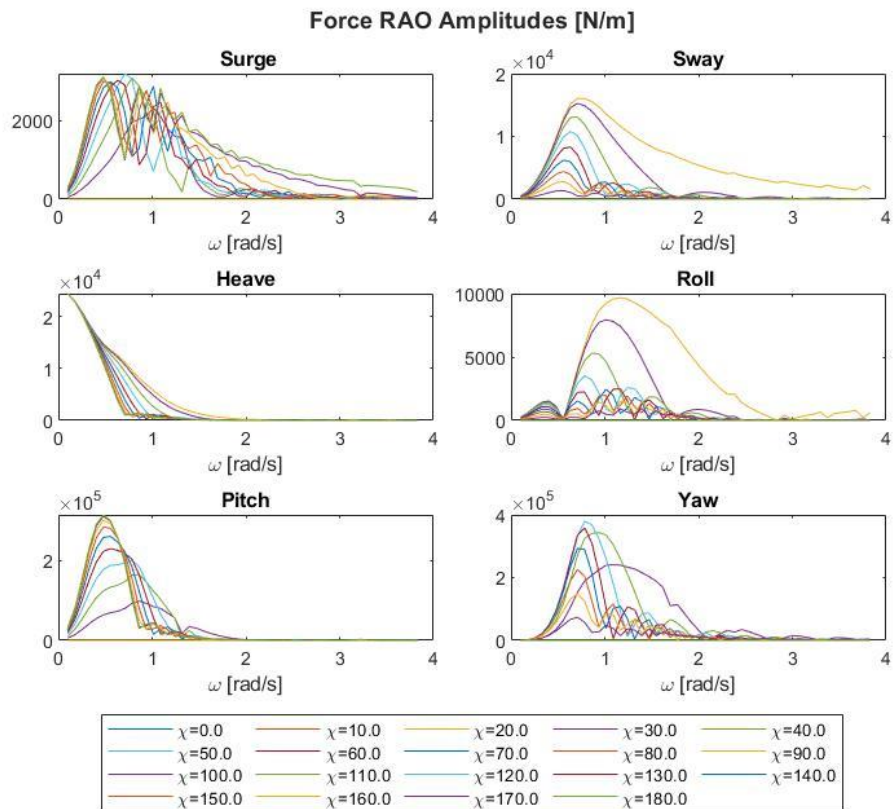 Force RAO Amplitudes [N/m]
Surge
2000
0
0 1 2 3 4
ω [rad/s]
Sway
×10^4
2
1
0
0 1 2 3 4
ω [rad/s]
Heave
×10^4
2
1
0
0 1 2 3 4
ω [rad/s]
Roll
10000
5000
0
0 1 2 3 4
ω [rad/s]
Pitch
×10^5
2
0
0 1 2 3 4
ω [rad/s]
Yaw
×10^5
4
2
0
0 1 2 3 4
ω [rad/s]
χ=0.0 χ=10.0 χ=20.0 χ=30.0 χ=40.0
χ=50.0 χ=60.0 χ=70.0 χ=80.0 χ=90.0
χ=100.0 χ=110.0 χ=120.0 χ=130.0 χ=140.0
χ=150.0 χ=160.0 χ=170.0 χ=180.0